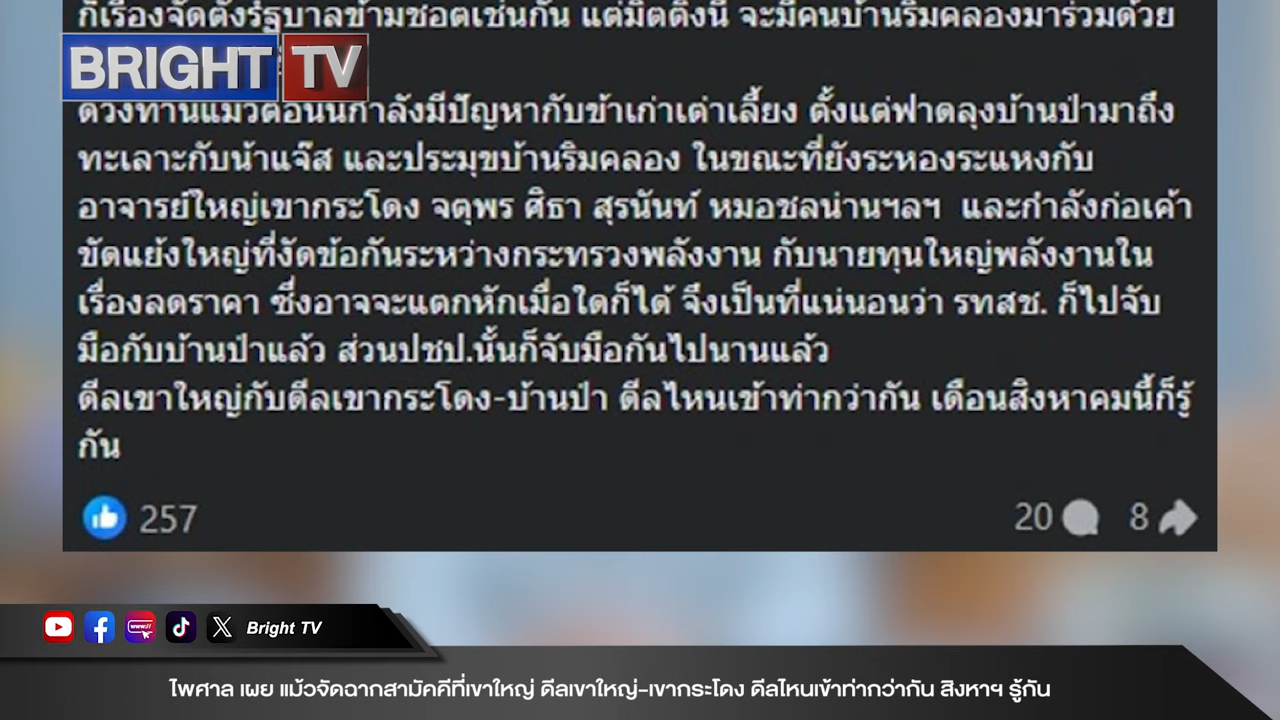 ก็เรื่องจัดตั้งรัฐบาลข้ามช็อตเช่นกัน แต่มิตติ้งนี้ จะมีคนบ้านริมคลองมาร่วมด้วย
BRIGHT TV
ดวงท่านแม้วตอนนี้กำลังมีปัญหากับข้าเก่าเต่าเลี้ยง ตั้งแต่ฟาดลุงบ้านป่ามาถึง
ทะเลาะกับน้าแจ๊ส และประมุขบ้านริมคลอง ในขณะที่ยังระหองระแหงกับ
อาจารย์ใหญ่เขากระโดง จตุพร ศิธา สุรนันท์ หมอชลน่านฯลฯ และกำลังก่อเค้า
ขัดแย้งใหญ่ที่งัดข้อกันระหว่างกระทรวงพลังงาน กับนายทุนใหญ่พลังงานใน
เรื่องลดราคา ซึ่งอาจจะแตกหักเมื่อใดก็ได้ จึงเป็นที่แน่นอนว่า รทสช. ก็ไปจับ
มือกับบ้านป่าแล้ว ส่วนปชป.นั้นก็จับมือกันไปนานแล้ว
ดีลเขาใหญ่กับดีลเขากระโดง-บ้านป่า ดีลไหนเข้าท่ากว่ากัน เดือนสิงหาคมนี้ก็รู้
กัน
257 20 8
www.// Bright TV
ไพศาล เผย แม้วจัดฉากสามัคคีที่เขาใหญ่ ดีลเขาใหญ่-เขากระโดง ดีลไหนเข้าท่ากว่ากัน สิงหาฯ รู้กัน